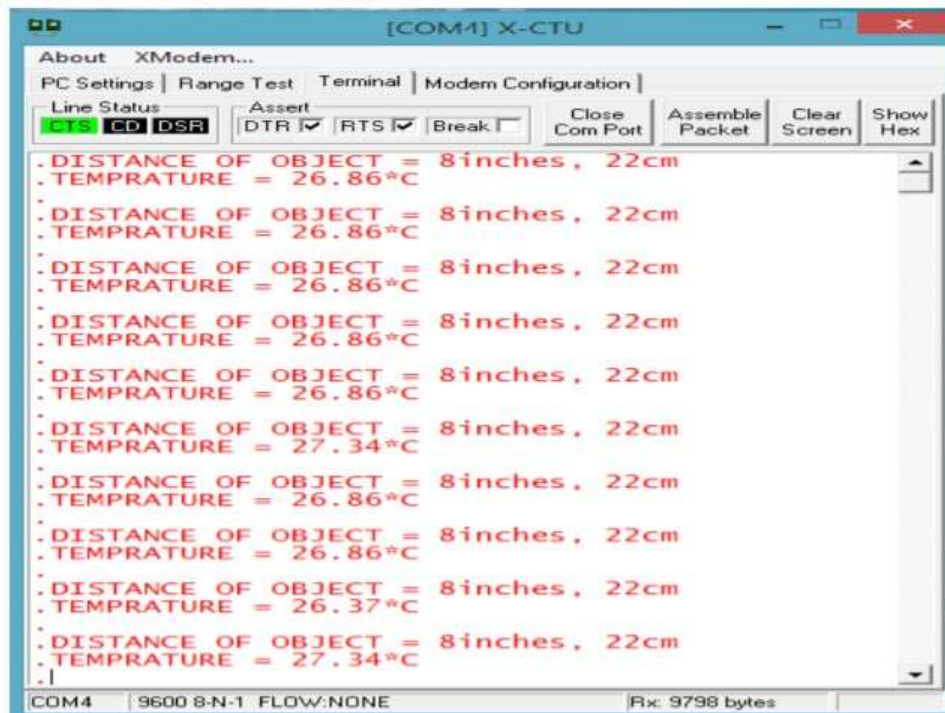 [COM4] X-CTU
About XModem...
PC Settings Range Test Terminal Modem Configuration
Line Status Assert
CTS CD DSR DTR RTS Break Close Com Port Assemble Packet Clear Screen Show Hex
.DISTANCE OF OBJECT = 8inches, 22cm
.TEMPRATURE = 26.86*C
.
.DISTANCE OF OBJECT = 8inches, 22cm
.TEMPRATURE = 26.86*C
.
.DISTANCE OF OBJECT = 8inches, 22cm
.TEMPRATURE = 26.86*C
.
.DISTANCE OF OBJECT = 8inches, 22cm
.TEMPRATURE = 26.86*C
.
.DISTANCE OF OBJECT = 8inches, 22cm
.TEMPRATURE = 26.86*C
.
.DISTANCE OF OBJECT = 8inches, 22cm
.TEMPRATURE = 27.34*C
.
.DISTANCE OF OBJECT = 8inches, 22cm
.TEMPRATURE = 26.86*C
.
.DISTANCE OF OBJECT = 8inches, 22cm
.TEMPRATURE = 26.86*C
.
.DISTANCE OF OBJECT = 8inches, 22cm
.TEMPRATURE = 26.37*C
.
.DISTANCE OF OBJECT = 8inches, 22cm
.TEMPRATURE = 27.34*C
.
COM4 9600 8-N-1 FLOW:NONE Rx: 9798 bytes